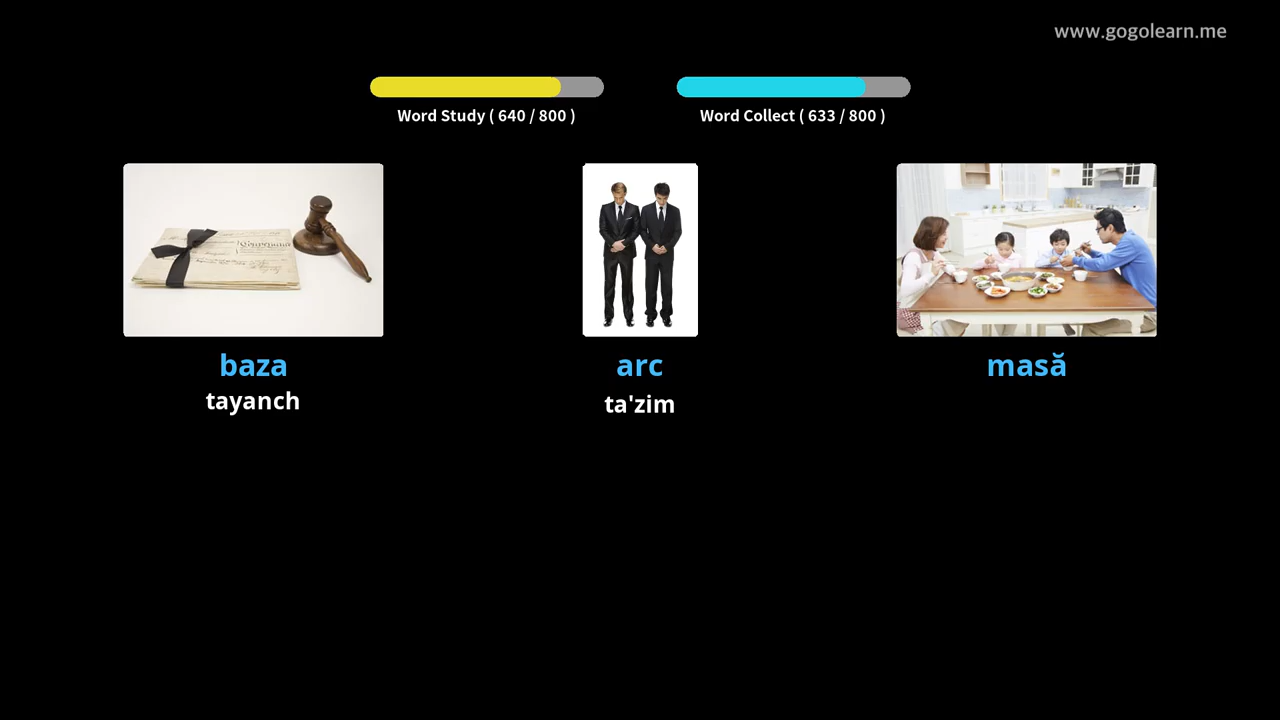 www.gogolearn.me
Word Study ( 640 / 800 )
Word Collect ( 633 / 800 )
baza
tayanch
arc
ta'zim
masă